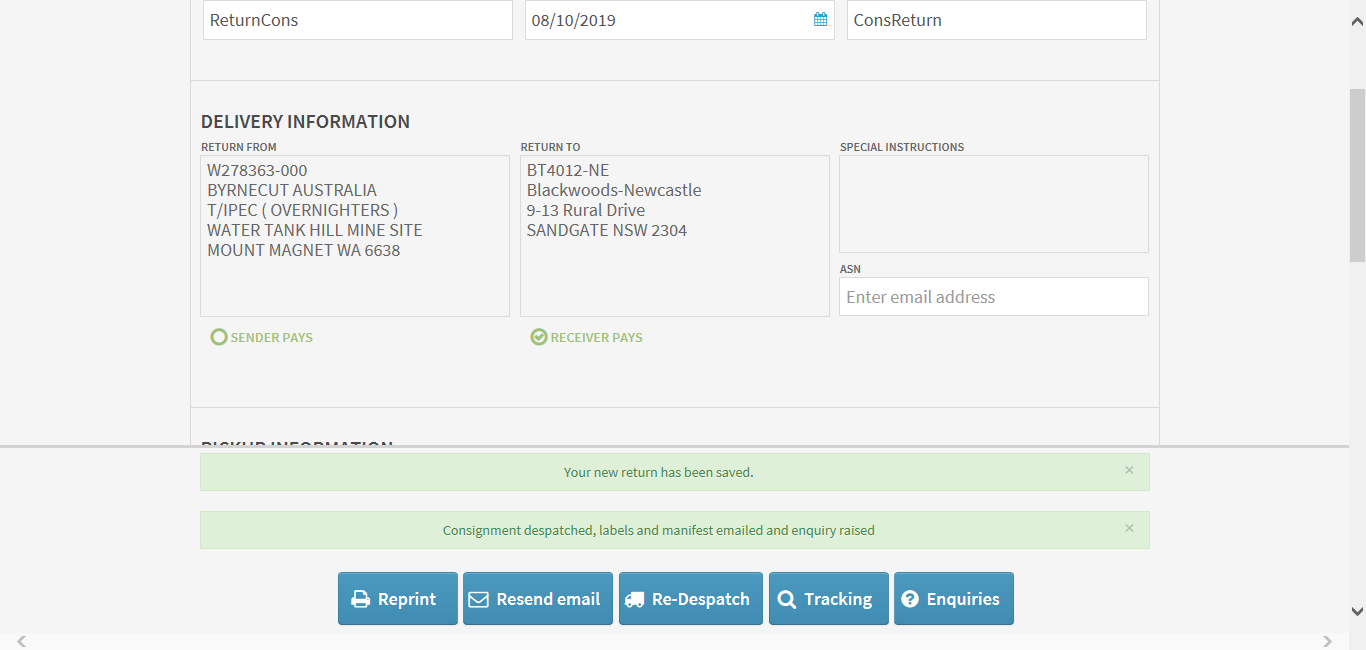 ReturnCons
08/10/2019
ConsReturn
DELIVERY INFORMATION
RETURN FROM
W278363-000
BYRNECUT AUSTRALIA
T/IPEC ( OVERNIGHTERS )
WATER TANK HILL MINE SITE
MOUNT MAGNET WA 6638
SENDER PAYS
RETURN TO
BT4012-NE
Blackwoods-Newcastle
9-13 Rural Drive
SANDGATE NSW 2304
RECEIVER PAYS
SPECIAL INSTRUCTIONS
ASN
Enter email address
PICKUP INFORMATION
Your new return has been saved.
×
Consignment despatched, labels and manifest emailed and enquiry raised
×
Reprint
Resend email
Re-Despatch
Tracking
Enquiries